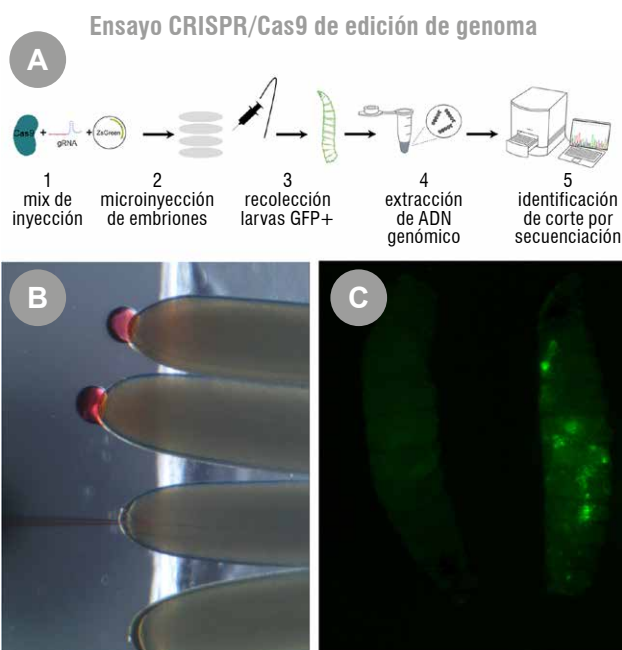 Ensayo CRISPR/Cas9 de edición de genoma
A
Cas9 + gRNA + ZsGreen
1
mix de
inyección
2
microinyección
de embriones
3
recolección
larvas GFP+
4
extracción
de ADN
genómico
5
identificación
de corte por
secuenciación
B
C